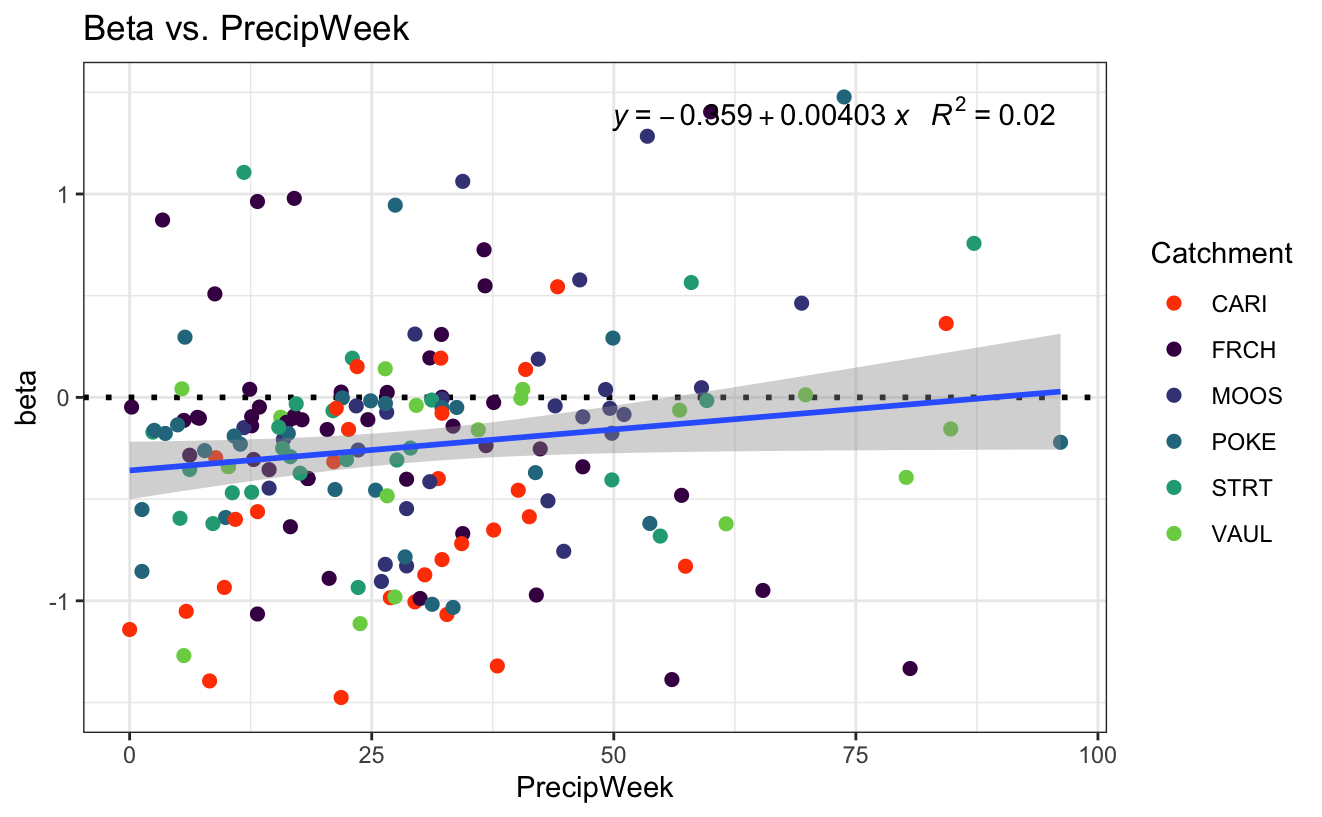 Beta vs. PrecipWeek
y = − 0.359 + 0.00403 x R² = 0.02
beta
1
0
-1
0 25 50 75 100
PrecipWeek
Catchment
CARI
FRCH
MOOS
POKE
STRT
VAUL